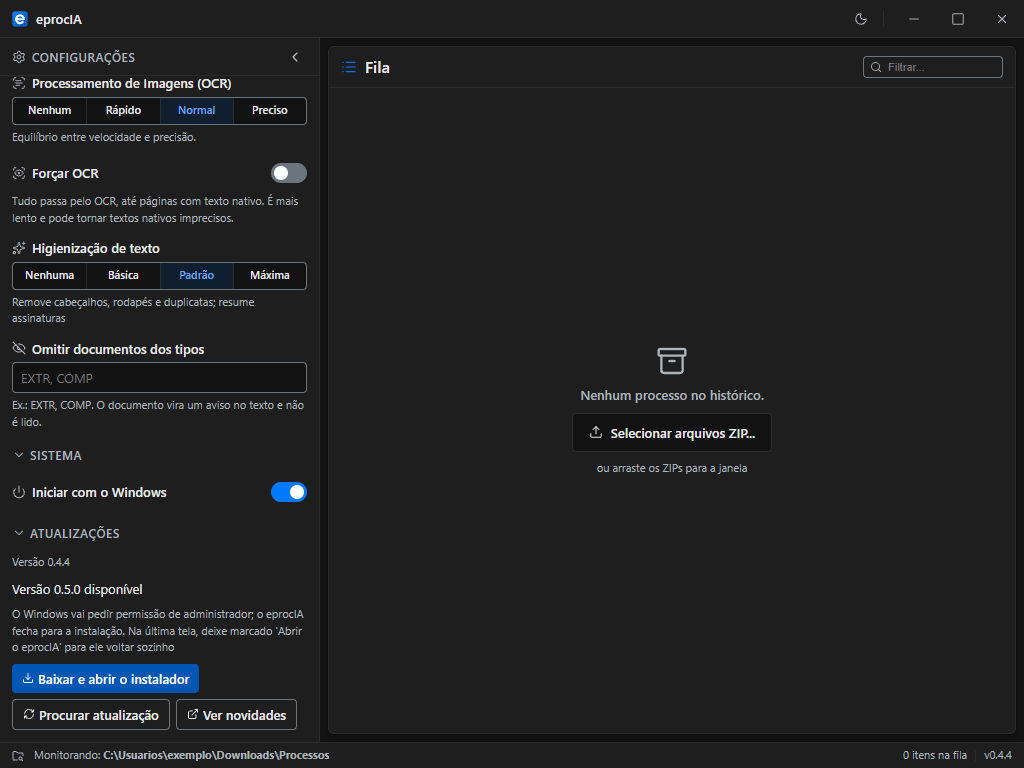 eprocIA
CONFIGURAÇÕES
Processamento de Imagens (OCR)
Nenhum Rápido Normal Preciso
Equilíbrio entre velocidade e precisão.
Forçar OCR
Tudo passa pelo OCR, até páginas com texto nativo. É mais
lento e pode tornar textos nativos imprecisos.
Higienização de texto
Nenhuma Básica Padrão Máxima
Remove cabeçalhos, rodapés e duplicatas; resume
assinaturas
Omitir documentos dos tipos
EXTR, COMP
Ex.: EXTR, COMP. O documento vira um aviso no texto e não
é lido.
SISTEMA
Iniciar com o Windows
ATUALIZAÇÕES
Versão 0.4.4
Versão 0.5.0 disponível
O Windows vai pedir permissão de administrador; o eprocIA
fecha para a instalação. Na última tela, deixe marcado 'Abrir
o eprocIA' para ele voltar sozinho
Baixar e abrir o instalador
Procurar atualização Ver novidades
Fila
Filtrar...
Nenhum processo no histórico.
Selecionar arquivos ZIP...
ou arraste os ZIPs para a janela
Monitorando: C:\Usuarios\exemplo\Downloads\Processos
0 itens na fila v0.4.4